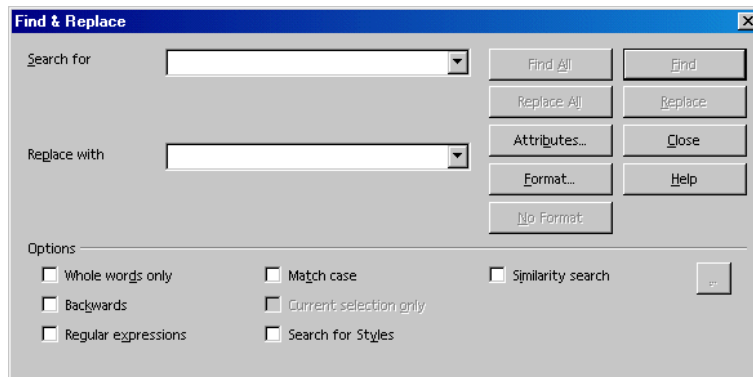 Find & Replace
Search for
Find All
Find
Replace All
Replace
Replace with
Attributes...
Close
Format...
Help
No Format
Options
Whole words only
Match case
Similarity search
...
Backwards
Current selection only
Regular expressions
Search for Styles